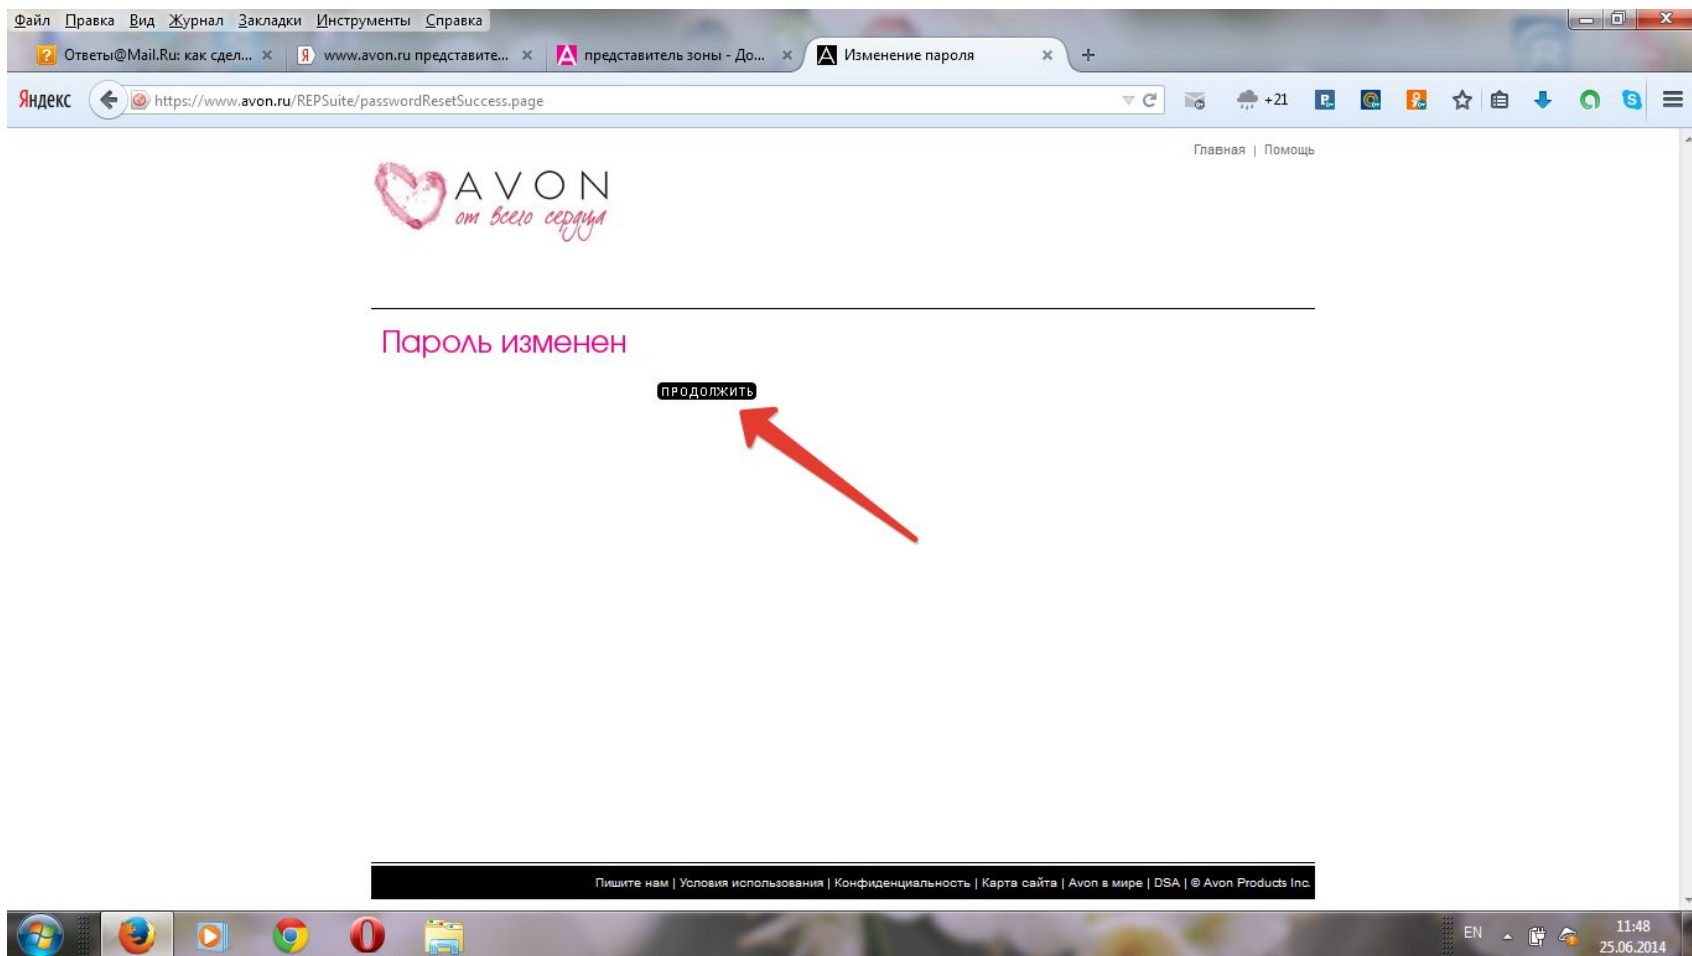 Файл Правка Вид Журнал Закладки Инструменты Справка
Ответы@Mail.Ru: как сдел... www.avon.ru представите... представитель зоны - До... Изменение пароля
Яндекс https://www.avon.ru/REPSuite/passwordResetSuccess.page +21
Главная | Помощь
AVON
от всего сердца
Пароль изменен
ПРОДОЛЖИТЬ
Пишите нам | Условия использования | Конфиденциальность | Карта сайта | Avon в мире | DSA | © Avon Products Inc.
EN 11:48
25.06.2014